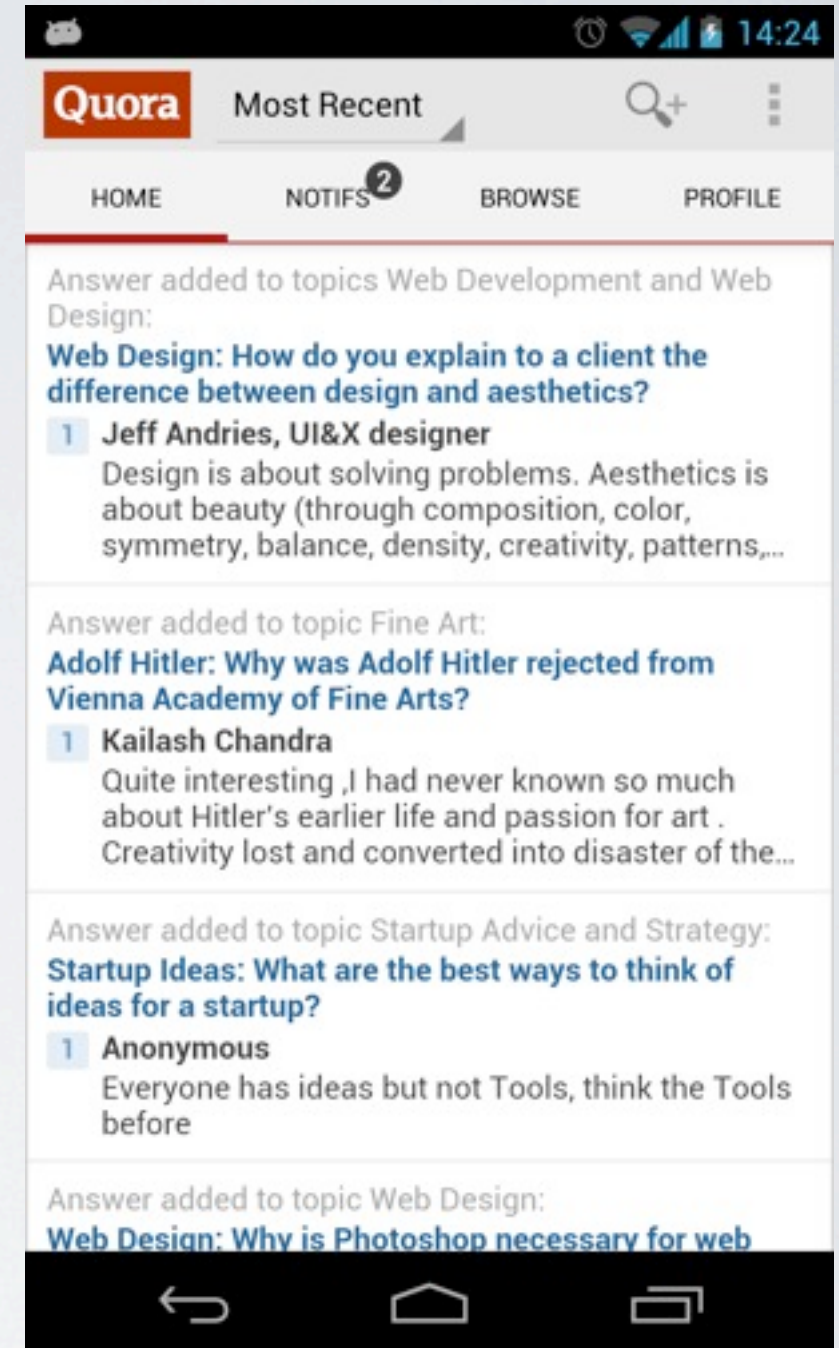 14:24
Quora Most Recent
HOME NOTIFS 2 BROWSE PROFILE
Answer added to topics Web Development and Web
Design:
Web Design: How do you explain to a client the
difference between design and aesthetics?
1 Jeff Andries, UI&X designer
Design is about solving problems. Aesthetics is
about beauty (through composition, color,
symmetry, balance, density, creativity, patterns,...
Answer added to topic Fine Art:
Adolf Hitler: Why was Adolf Hitler rejected from
Vienna Academy of Fine Arts?
1 Kailash Chandra
Quite interesting ,I had never known so much
about Hitler's earlier life and passion for art .
Creativity lost and converted into disaster of the...
Answer added to topic Startup Advice and Strategy:
Startup Ideas: What are the best ways to think of
ideas for a startup?
1 Anonymous
Everyone has ideas but not Tools, think the Tools
before
Answer added to topic Web Design:
Web Design: Why is Photoshop necessary for web